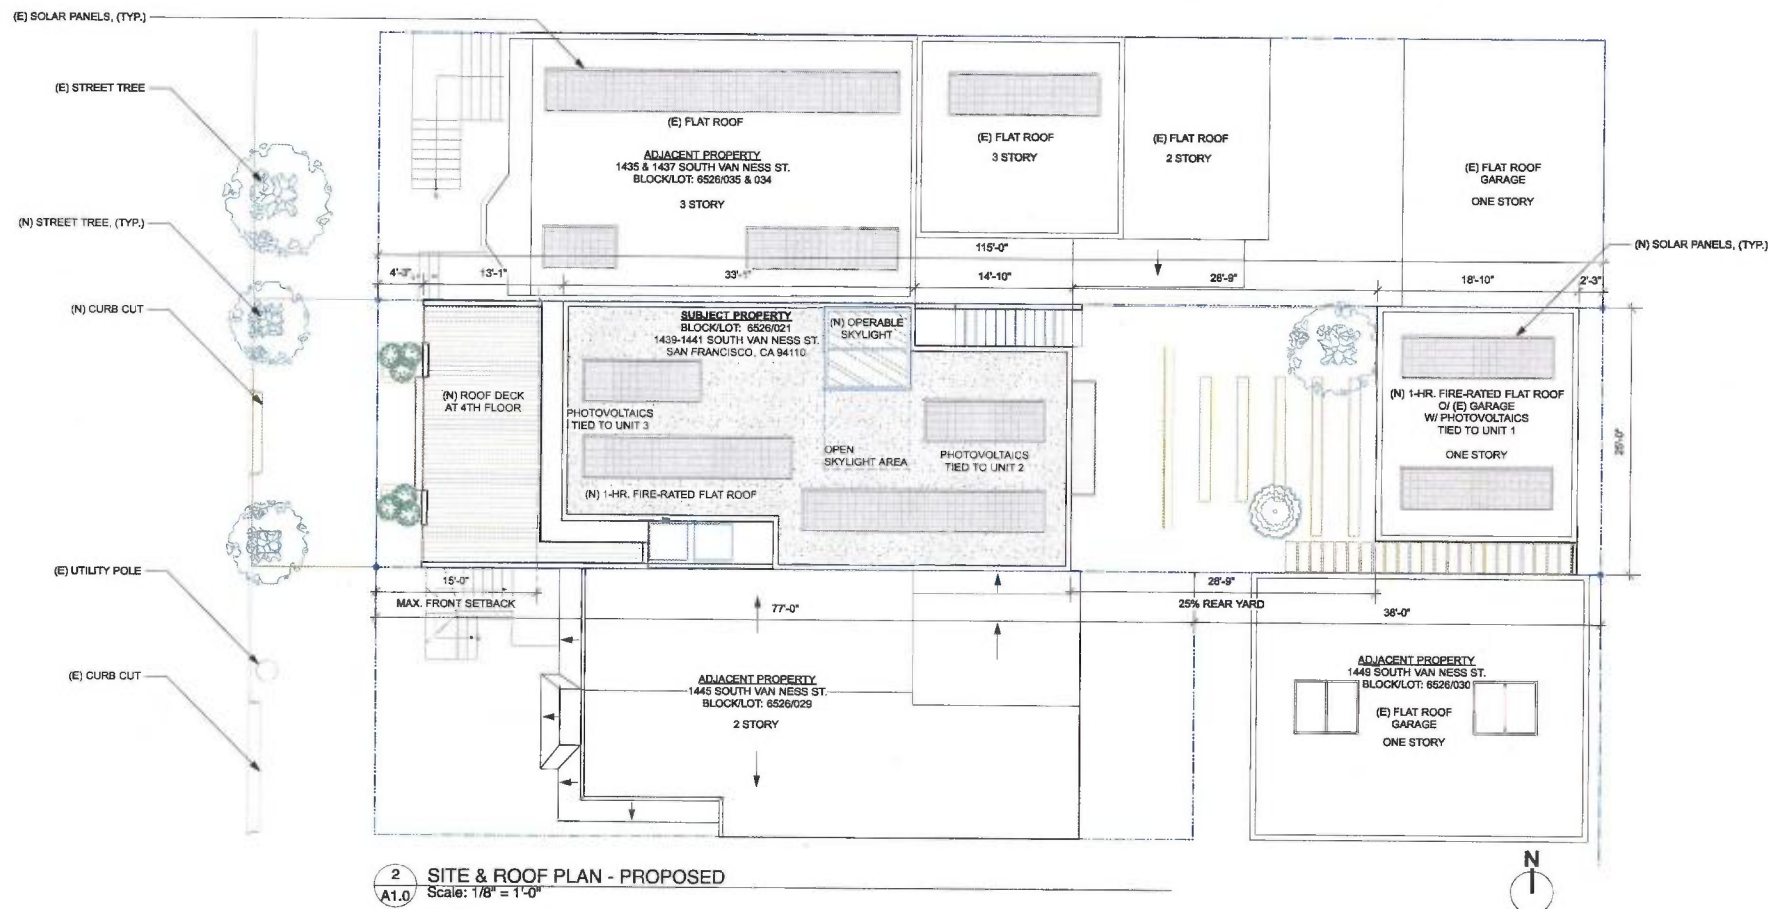 (E) SOLAR PANELS, (TYP.)
(E) STREET TREE
(N) STREET TREE, (TYP.)
(N) CURB CUT
(E) UTILITY POLE
(E) CURB CUT
(E) FLAT ROOF
ADJACENT PROPERTY
1435 & 1437 SOUTH VAN NESS ST.
BLOCK/LOT: 6526/035 & 034
3 STORY
(E) FLAT ROOF
3 STORY
(E) FLAT ROOF
2 STORY
(E) FLAT ROOF
GARAGE
ONE STORY
(N) SOLAR PANELS, (TYP.)
115'-0"
4'-3"
13'-1"
33'-1"
14'-10"
28'-9"
18'-10"
2'-3"
SUBJECT PROPERTY
BLOCK/LOT: 6526/021
1439-1441 SOUTH VAN NESS ST.
SAN FRANCISCO, CA 94110
(N) OPERABLE
SKYLIGHT
(N) ROOF DECK
AT 4TH FLOOR
PHOTOVOLTAICS
TIED TO UNIT 3
OPEN
SKYLIGHT AREA
PHOTOVOLTAICS
TIED TO UNIT 2
(N) 1-HR. FIRE-RATED FLAT ROOF
(N) 1-HR. FIRE-RATED FLAT ROOF
O/ (E) GARAGE
W/ PHOTOVOLTAICS
TIED TO UNIT 1
ONE STORY
25'-0"
15'-0"
MAX. FRONT SETBACK
77'-0"
28'-9"
25% REAR YARD
38'-0"
ADJACENT PROPERTY
1445 SOUTH VAN NESS ST.
BLOCK/LOT: 6526/029
2 STORY
ADJACENT PROPERTY
1449 SOUTH VAN NESS ST.
BLOCK/LOT: 6526/030
(E) FLAT ROOF
GARAGE
ONE STORY
2
A1.0
SITE & ROOF PLAN - PROPOSED
Scale: 1/8" = 1'-0"
N